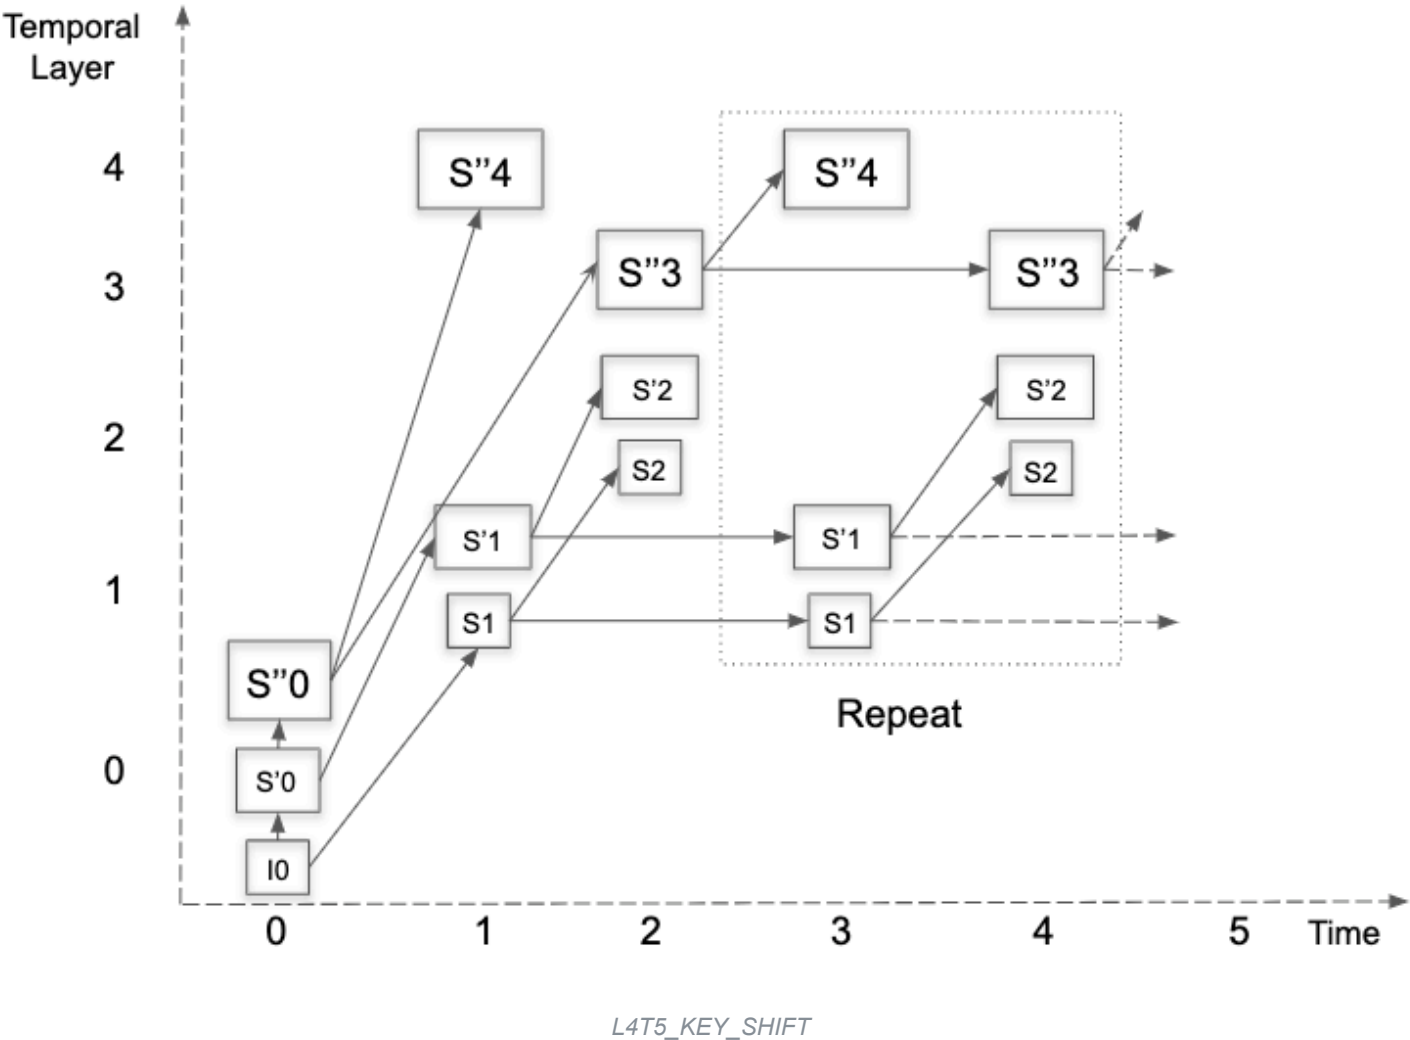 Temporal
Layer
4
S”4
S”4
3
S”3
S”3
S’2
S’2
2
S2
S2
S’1
S’1
1
S1
S1
S”0
Repeat
0
S’0
I0
0 1 2 3 4 5 Time
L4T5_KEY_SHIFT